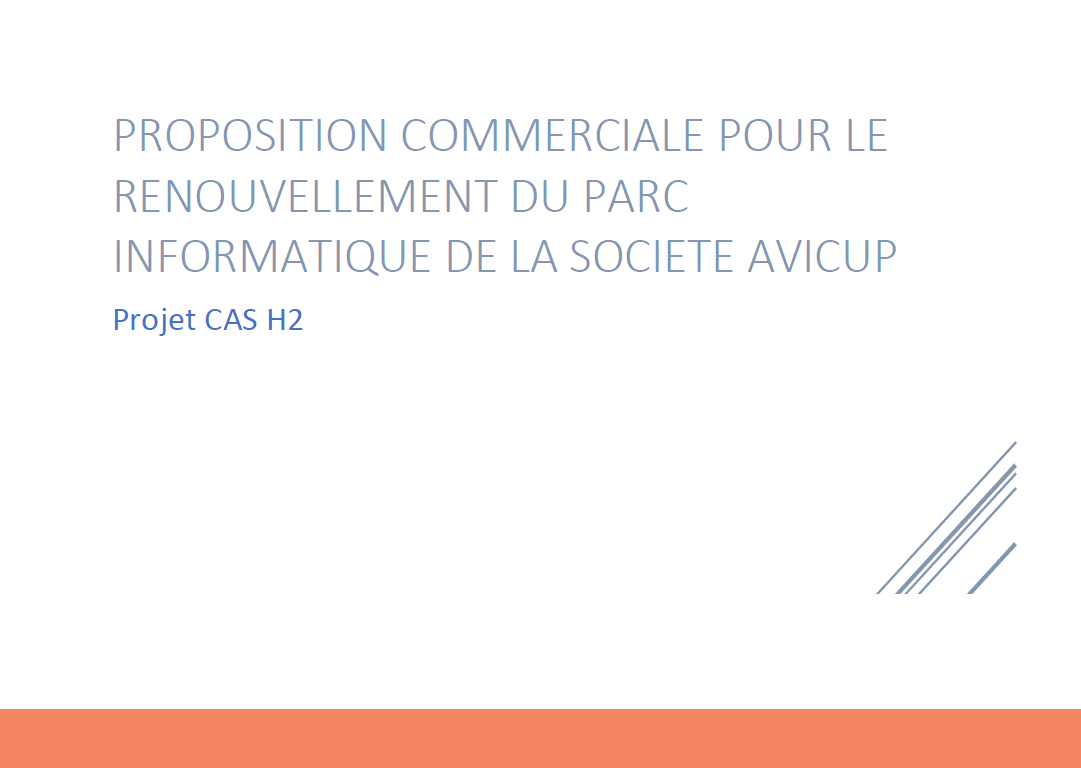 PROPOSITION COMMERCIALE POUR LE
RENOUVELLEMENT DU PARC
INFORMATIQUE DE LA SOCIETE AVICUP
Projet CAS H2